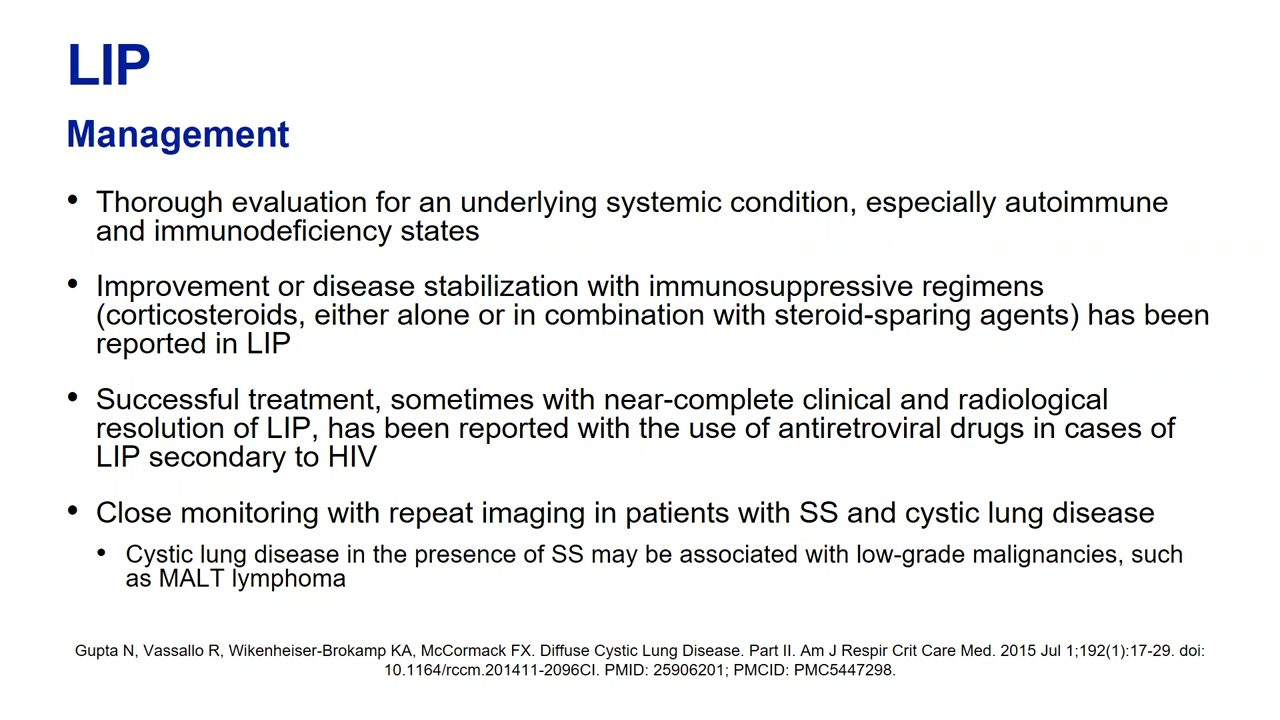 LIP
Management
• Thorough evaluation for an underlying systemic condition, especially autoimmune
and immunodeficiency states
• Improvement or disease stabilization with immunosuppressive regimens
(corticosteroids, either alone or in combination with steroid-sparing agents) has been
reported in LIP
• Successful treatment, sometimes with near-complete clinical and radiological
resolution of LIP, has been reported with the use of antiretroviral drugs in cases of
LIP secondary to HIV
• Close monitoring with repeat imaging in patients with SS and cystic lung disease
• Cystic lung disease in the presence of SS may be associated with low-grade malignancies, such
as MALT lymphoma
Gupta N, Vassallo R, Wikenheiser-Brokamp KA, McCormack FX. Diffuse Cystic Lung Disease. Part II. Am J Respir Crit Care Med. 2015 Jul 1;192(1):17-29. doi:
10.1164/rccm.201411-2096CI. PMID: 25906201; PMCID: PMC5447298.